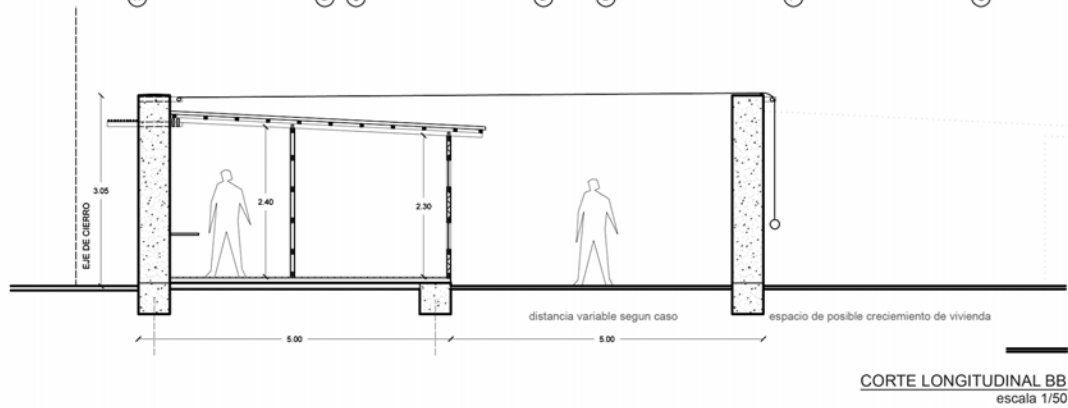 3.05
EJE DE CIERRO
2.40
2.30
distancia variable segun caso
espacio de posible creciemiento de vivienda
5.00
5.00
CORTE LONGITUDINAL BB
escala 1/50